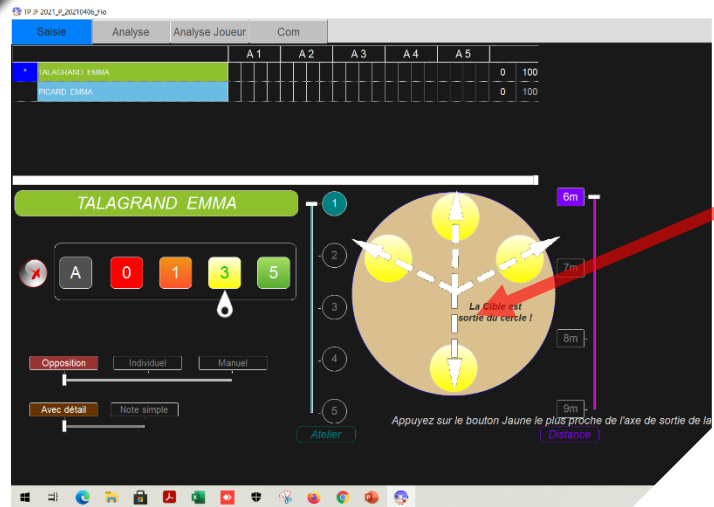 TP JF 2021_P_20210406_Flo
Saisie Analyse Analyse Joueur Com
A 1 A 2 A 3 A 4 A 5
* TALAGRAND EMMA 0 100
PICARD EMMA 0 100
TALAGRAND EMMA
1
6m
2
7m
A 0 1 3 5
3
La Cible est
sortie du cercle !
8m
Opposition Individuel Manuel
4
Avec détail Note simple
5
9m
Appuyez sur le bouton Jaune le plus proche de l'axe de sortie de la
Atelier
Distance